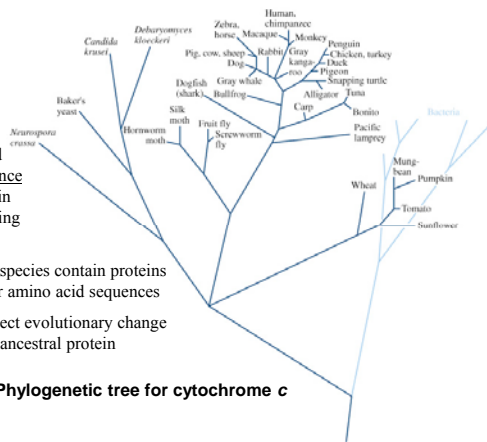 Human,
chimpanzee
Zebra,
horse
Macaque
Monkey
Debaryomyces
kloeckeri
Candida
krusei
Penguin
Chicken, turkey
Pig, cow, sheep
Rabbit
Gray
kanga-
roo
Duck
Dog
Pigeon
Gray whale
Snapping turtle
Dogfish
(shark)
Bullfrog
Alligator
Tuna
Baker's
yeast
Silk
moth
Fruit fly
Carp
Bonito
Bacteria
Neurospora
crassa
Hornworm
moth
Screwworm
fly
Pacific
lamprey
Mung-
bean
Wheat
Pumpkin
Tomato
Sunflower
in
species contain proteins
amino acid sequences
evolutionary change
ancestral protein
Phylogenetic tree for cytochrome c